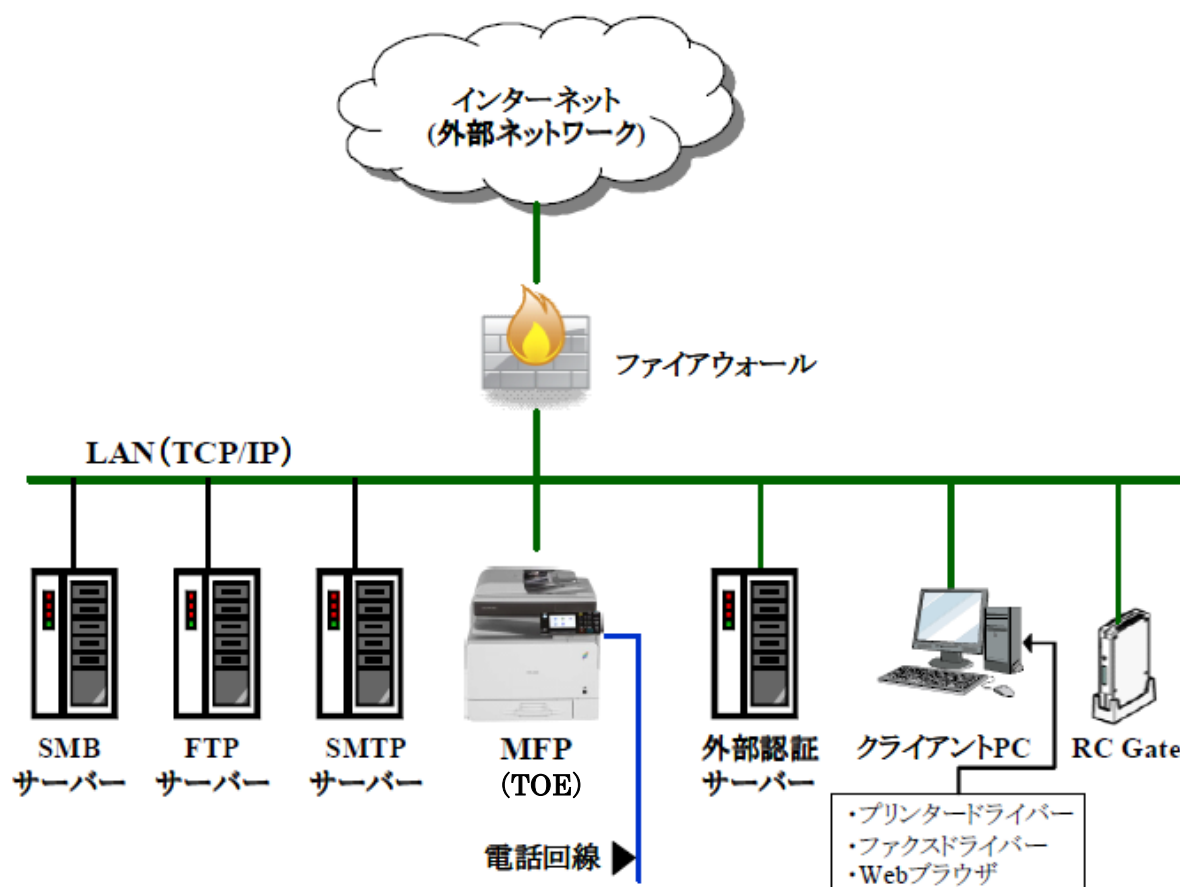 インターネット
(外部ネットワーク)
ファイアウォール
LAN(TCP/IP)
SMB
サーバー
FTP
サーバー
SMTP
サーバー
MFP
(TOE)
外部認証
サーバー
クライアントPC
RC Gate
電話回線
・プリンタードライバー
・ファクスドライバー
・Webブラウザ